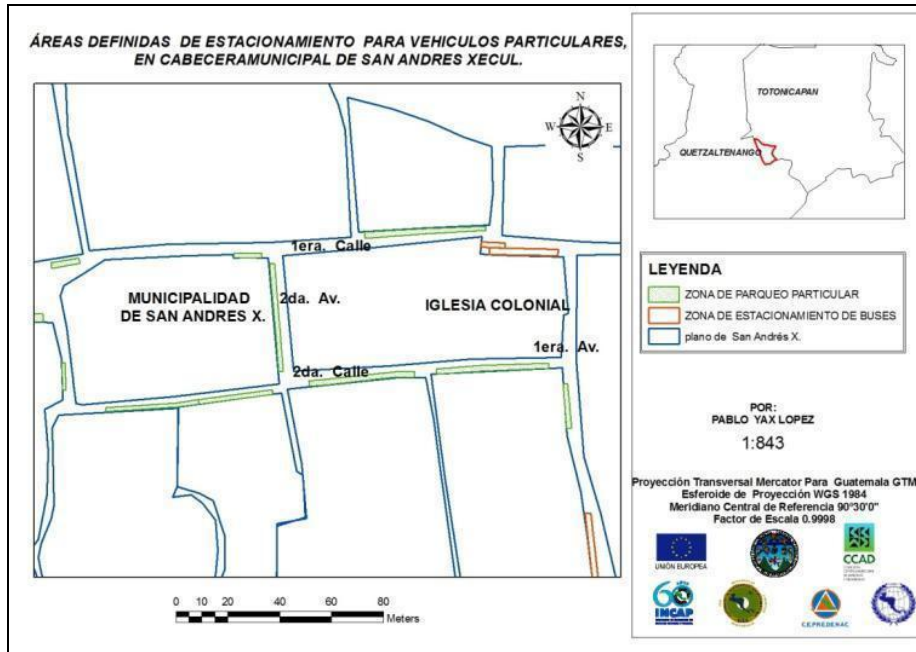 ÁREAS DEFINIDAS DE ESTACIONAMIENTO PARA VEHICULOS PARTICULARES,
EN CABECERAMUNICIPAL DE SAN ANDRES XECUL.
N
W
E
S
1era. Calle
MUNICIPALIDAD
DE SAN ANDRES X.
2da. Av.
IGLESIA COLONIAL
1era. Av.
2da. Calle
0 10 20 40 60 80
Meters
TOTONICAPAN
QUETZALTENANGO
LEYENDA
ZONA DE PARQUEO PARTICULAR
ZONA DE ESTACIONAMIENTO DE BUSES
plano de San Andrés X.
POR:
PABLO YAX LOPEZ
1:843
Proyección Transversal Mercator Para Guatemala GTM
Esferoide de Proyección WGS 1984
Meridiano Central de Referencia 90°30'0"
Factor de Escala 0.9998
UNIÓN EUROPEA
CCAD
60
INCAP
CEPREDENAC